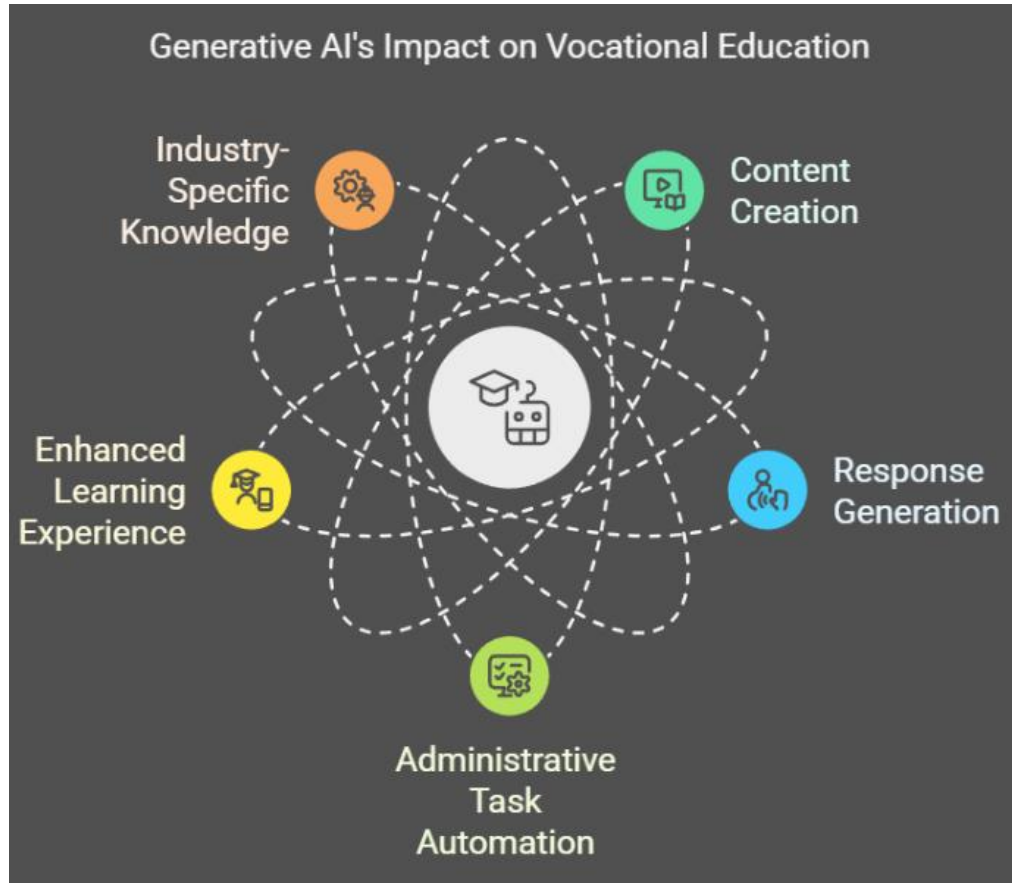 Generative AI's Impact on Vocational Education
Industry-
Specific
Knowledge
Content
Creation
Enhanced
Learning
Experience
Response
Generation
Administrative
Task
Automation